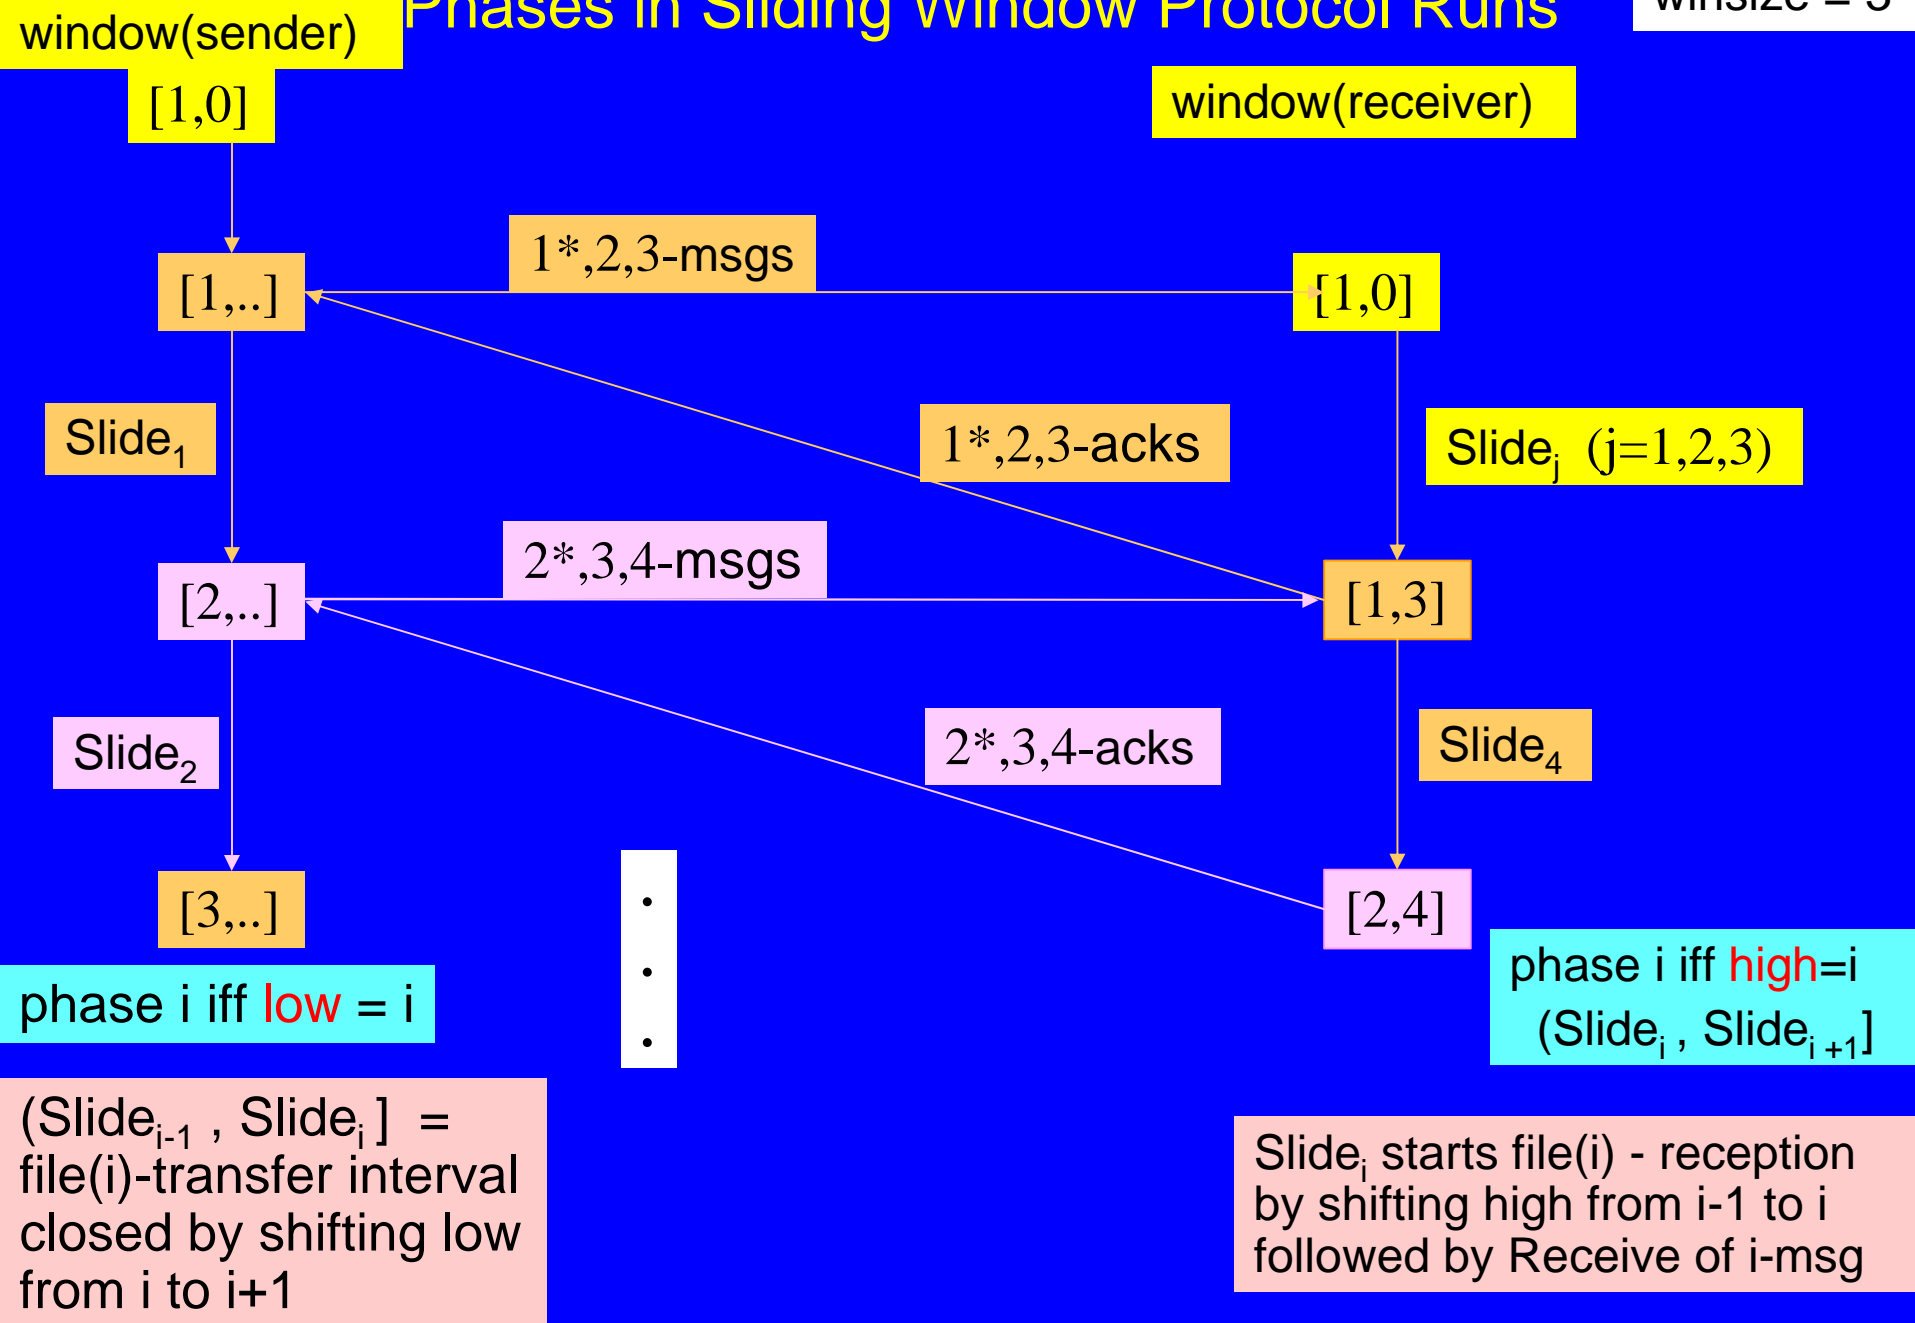 Phases in Sliding Window Protocol Runs
winsize = 3
window(sender)
[1,0]
window(receiver)
1*,2,3-msgs
[1,..]
[1,0]
Slide1
1*,2,3-acks
Slidej (j=1,2,3)
2*,3,4-msgs
[2,..]
[1,3]
Slide2
2*,3,4-acks
Slide4
[3,..]
.
.
.
[2,4]
phase i iff low = i
phase i iff high=i
(Slidei , Slidei +1]
(Slidei-1 , Slidei ] =
file(i)-transfer interval
closed by shifting low
from i to i+1
Slidei starts file(i) - reception
by shifting high from i-1 to i
followed by Receive of i-msg